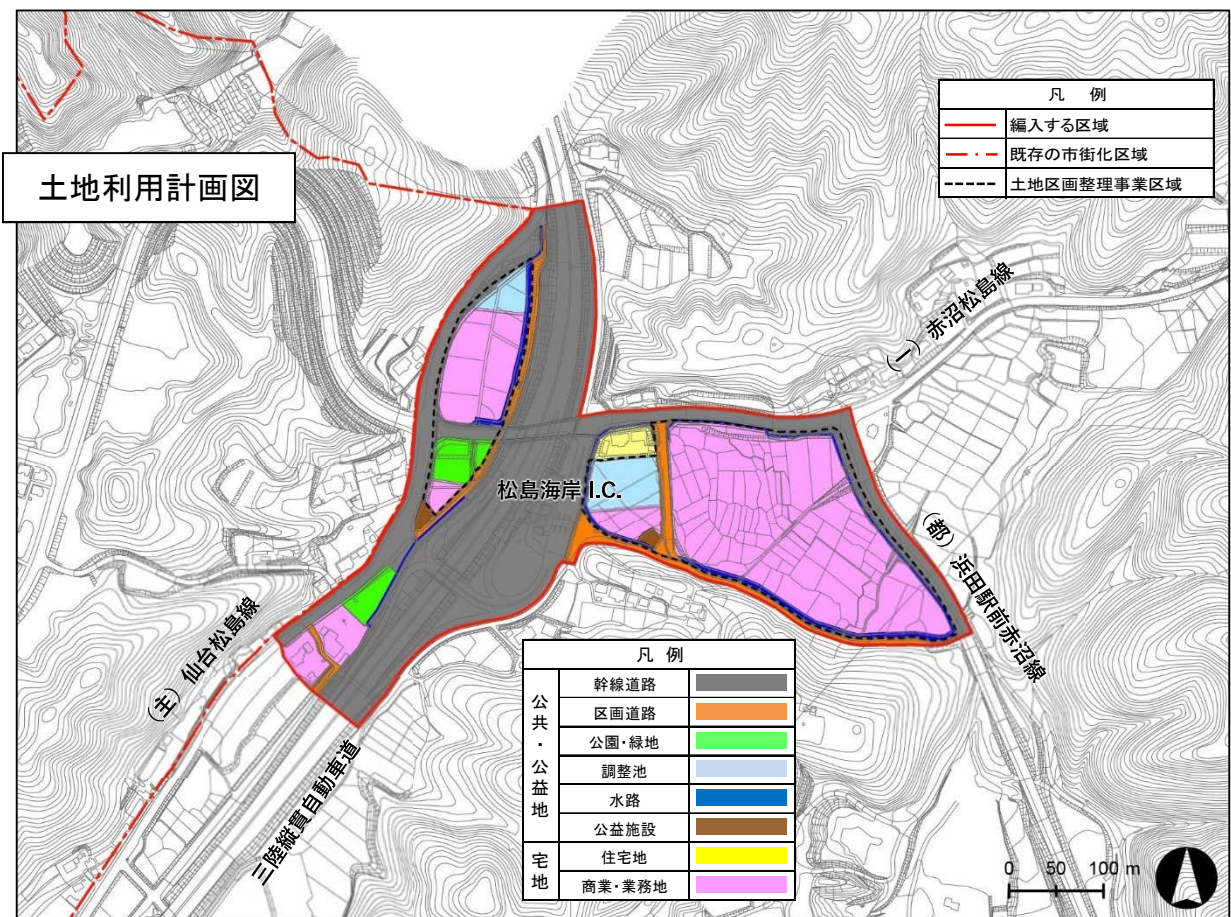 土地利用計画図
凡 例
編入する区域
既存の市街化区域
土地区画整理事業区域
(一) 赤沼松島線
松島海岸 I.C.
(都) 浜田駅前赤沼線
(主) 仙台松島線
三陸縦貫自動車道
凡 例
公共・公益地
幹線道路
区画道路
公園・緑地
調整池
水路
公益施設
宅地
住宅地
商業・業務地
0 50 100 m